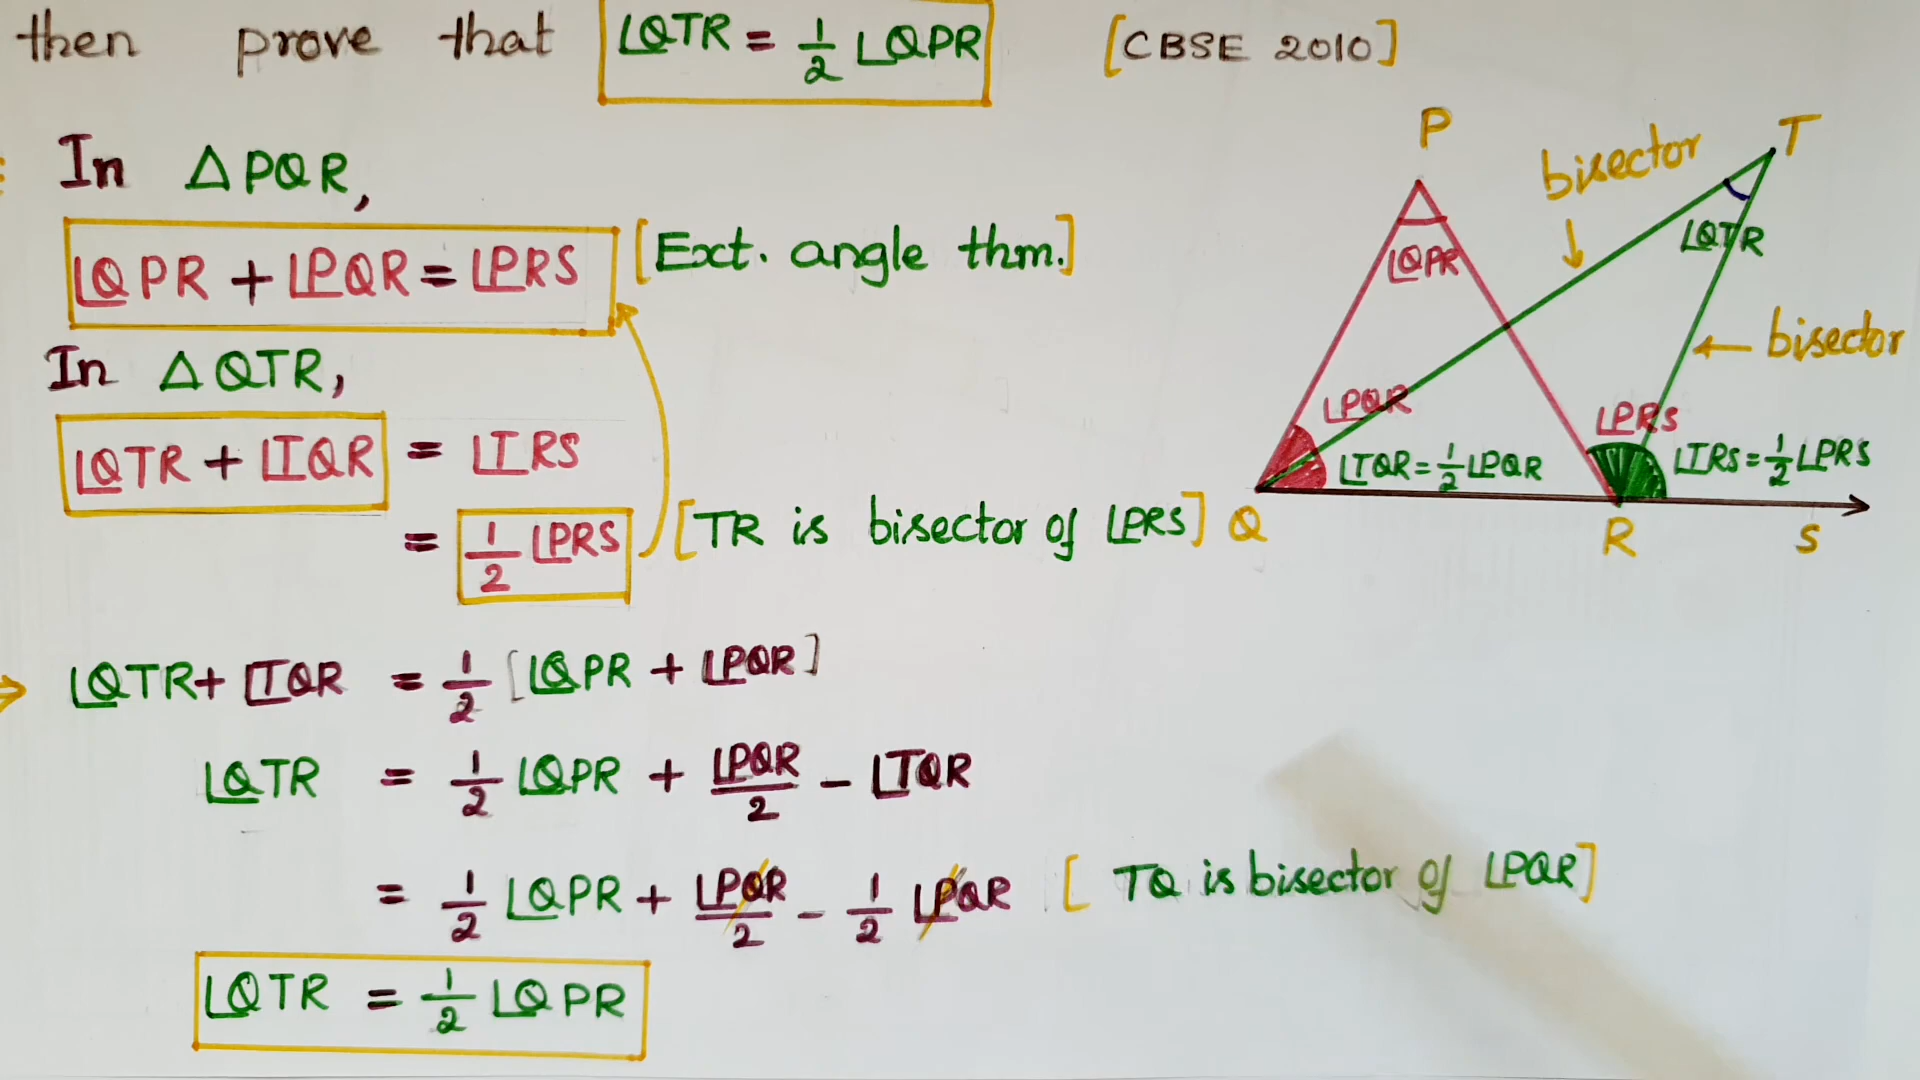 then prove that ∠QTR = 1/2 ∠QPR [CBSE 2010]
In △PQR,
∠QPR + ∠PQR = ∠PRS [Ext. angle thm.]
In △QTR,
∠QTR + ∠TQR = ∠TRS
= 1/2 ∠PRS [TR is bisector of ∠PRS]
∠QTR + ∠TQR = 1/2 [∠QPR + ∠PQR]
∠QTR = 1/2 ∠QPR + ∠PQR/2 - ∠TQR
= 1/2 ∠QPR + ∠PQR/2 - 1/2 ∠PQR [TQ is bisector of ∠PQR]
∠QTR = 1/2 ∠QPR
P
T
bisector
∠QPR
∠QTR
bisector
∠PQR
∠PRS
∠TQR = 1/2 ∠PQR
∠TRS = 1/2 ∠PRS
Q
R
S